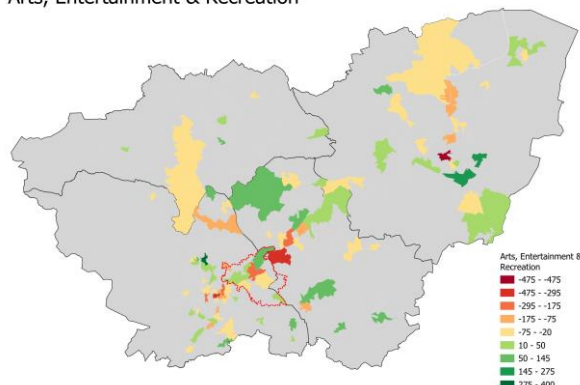 Arts, Entertainment & Recreation
Arts, Entertainment &
Recreation
-475 - -475
-475 - -295
-295 - -175
-175 - -75
-75 - -20
10 - 50
50 - 145
145 - 275
275 - 400